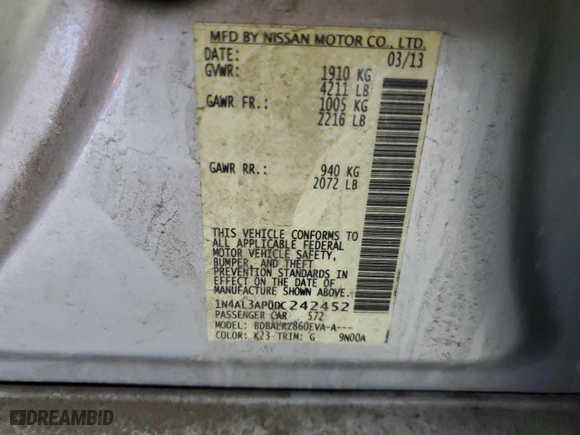 MFD BY NISSAN MOTOR CO., LTD.
DATE: 03/13
GVWR: 1910 KG
4211 LB
GAWR FR.: 1005 KG
2216 LB
GAWR RR.: 940 KG
2072 LB
THIS VEHICLE CONFORMS TO
ALL APPLICABLE FEDERAL
MOTOR VEHICLE SAFETY,
BUMPER, AND THEFT
PREVENTION STANDARDS IN
EFFECT ON THE DATE OF
MANUFACTURE SHOWN ABOVE.
1N4AL3AP0DC242452
PASSENGER CAR 572
MODEL: BDBALR2860EVA-A---
COLOR: K23 TRIM: G 9N00A
DREAMBID